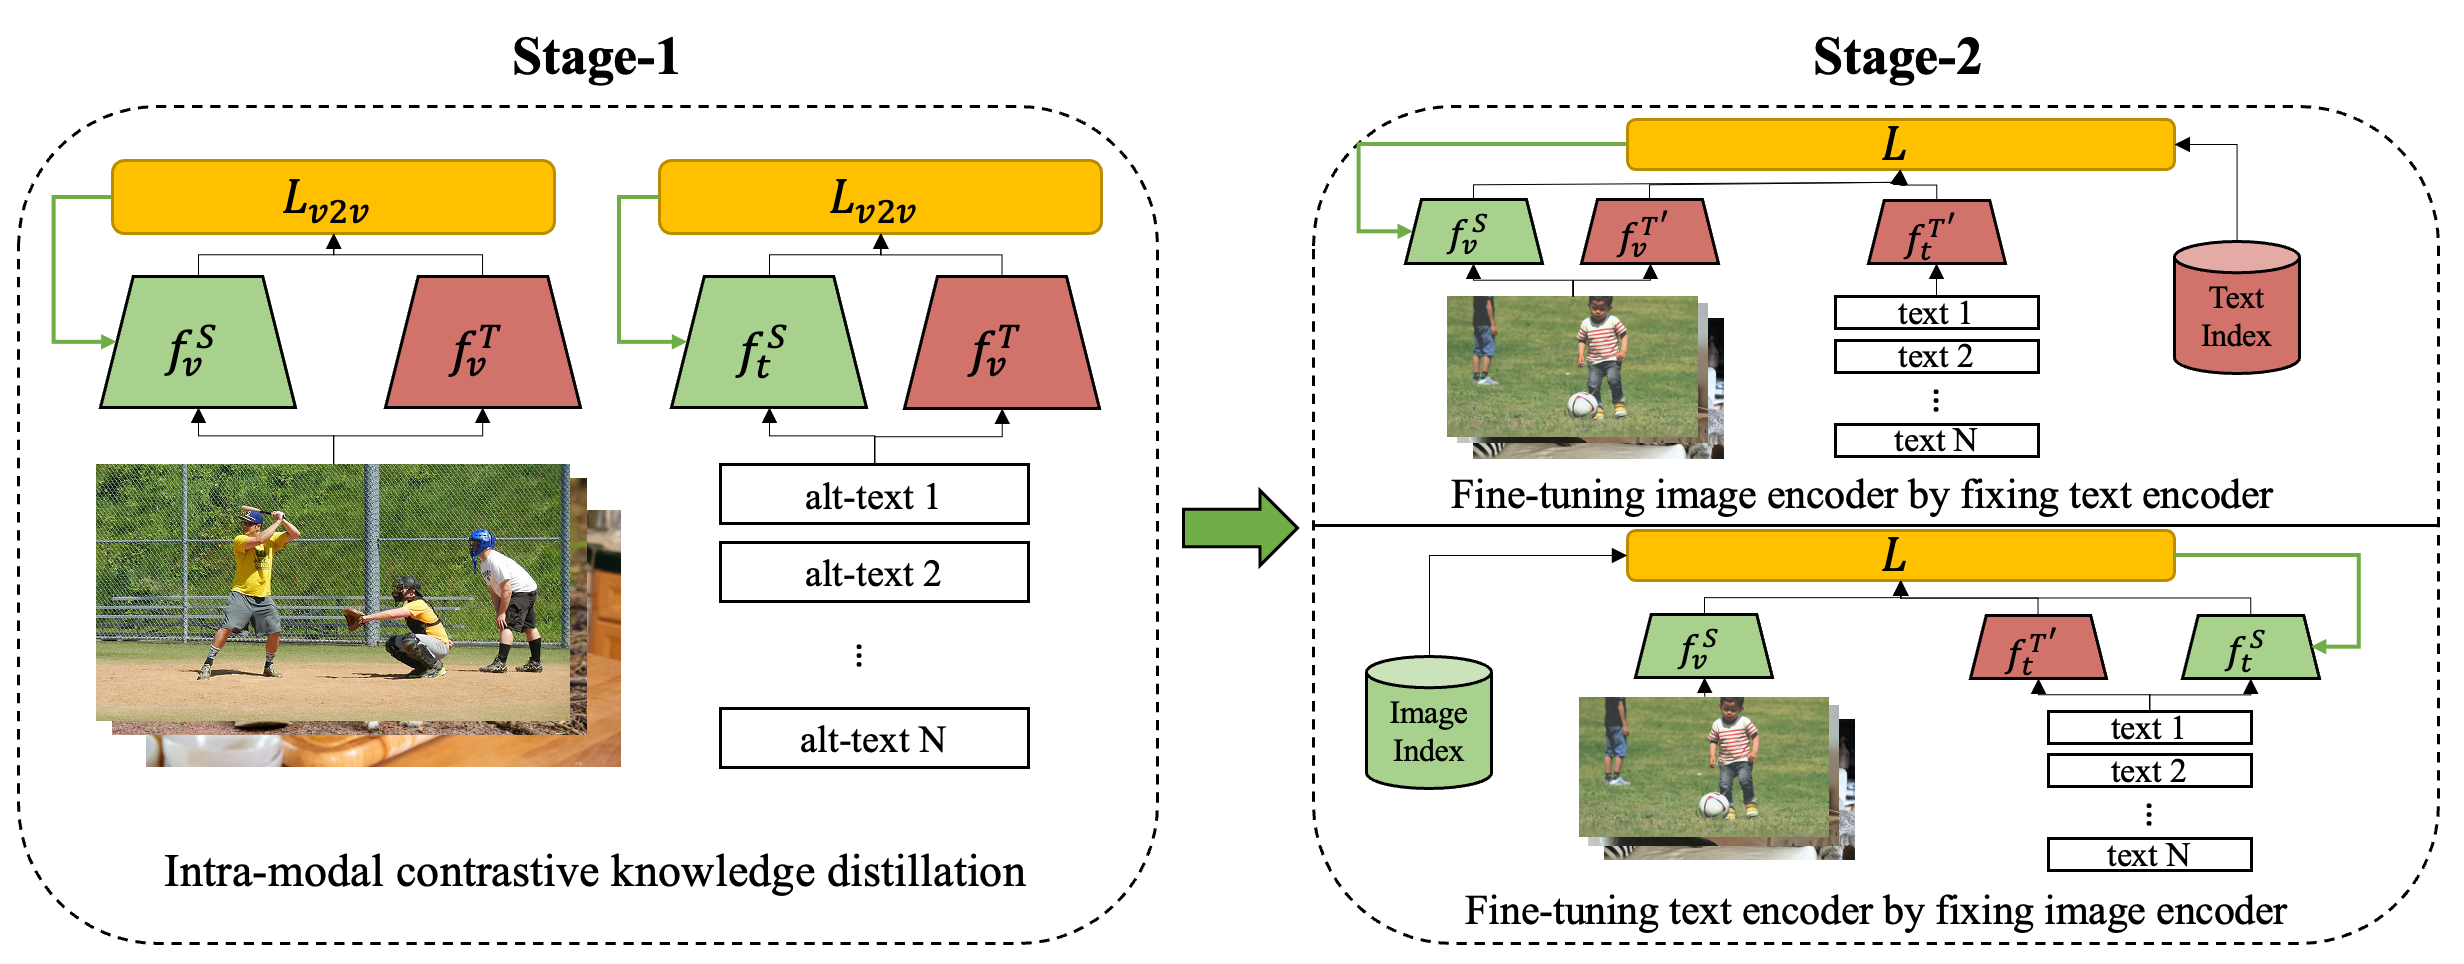 Stage-1
L_{v2v}
L_{v2v}
f_v^S
f_v^T
f_t^S
f_v^T
alt-text 1
alt-text 2
⋮
alt-text N
Intra-modal contrastive knowledge distillation
Stage-2
L
f_v^S
f_v^{T'}
f_t^{T'}
Text
Index
text 1
text 2
⋮
text N
Fine-tuning image encoder by fixing text encoder
L
f_v^S
f_t^{T'}
f_t^S
Image
Index
text 1
text 2
⋮
text N
Fine-tuning text encoder by fixing image encoder